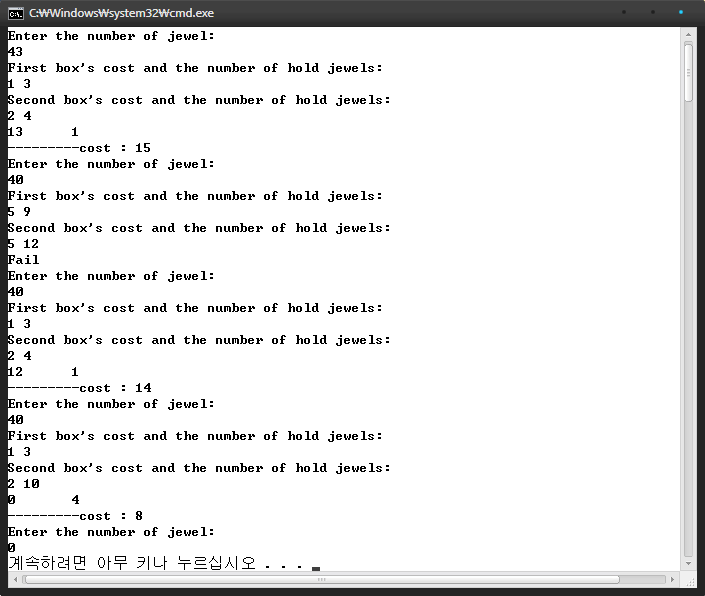 C:₩Windows₩system32₩cmd.exe
Enter the number of jewel:
43
First box's cost and the number of hold jewels:
1 3
Second box's cost and the number of hold jewels:
2 4
13      1
---------cost : 15
Enter the number of jewel:
40
First box's cost and the number of hold jewels:
5 9
Second box's cost and the number of hold jewels:
5 12
Fail
Enter the number of jewel:
40
First box's cost and the number of hold jewels:
1 3
Second box's cost and the number of hold jewels:
2 4
12      1
---------cost : 14
Enter the number of jewel:
40
First box's cost and the number of hold jewels:
1 3
Second box's cost and the number of hold jewels:
2 10
0       4
---------cost : 8
Enter the number of jewel:
0
계속하려면 아무 키나 누르십시오 . . .